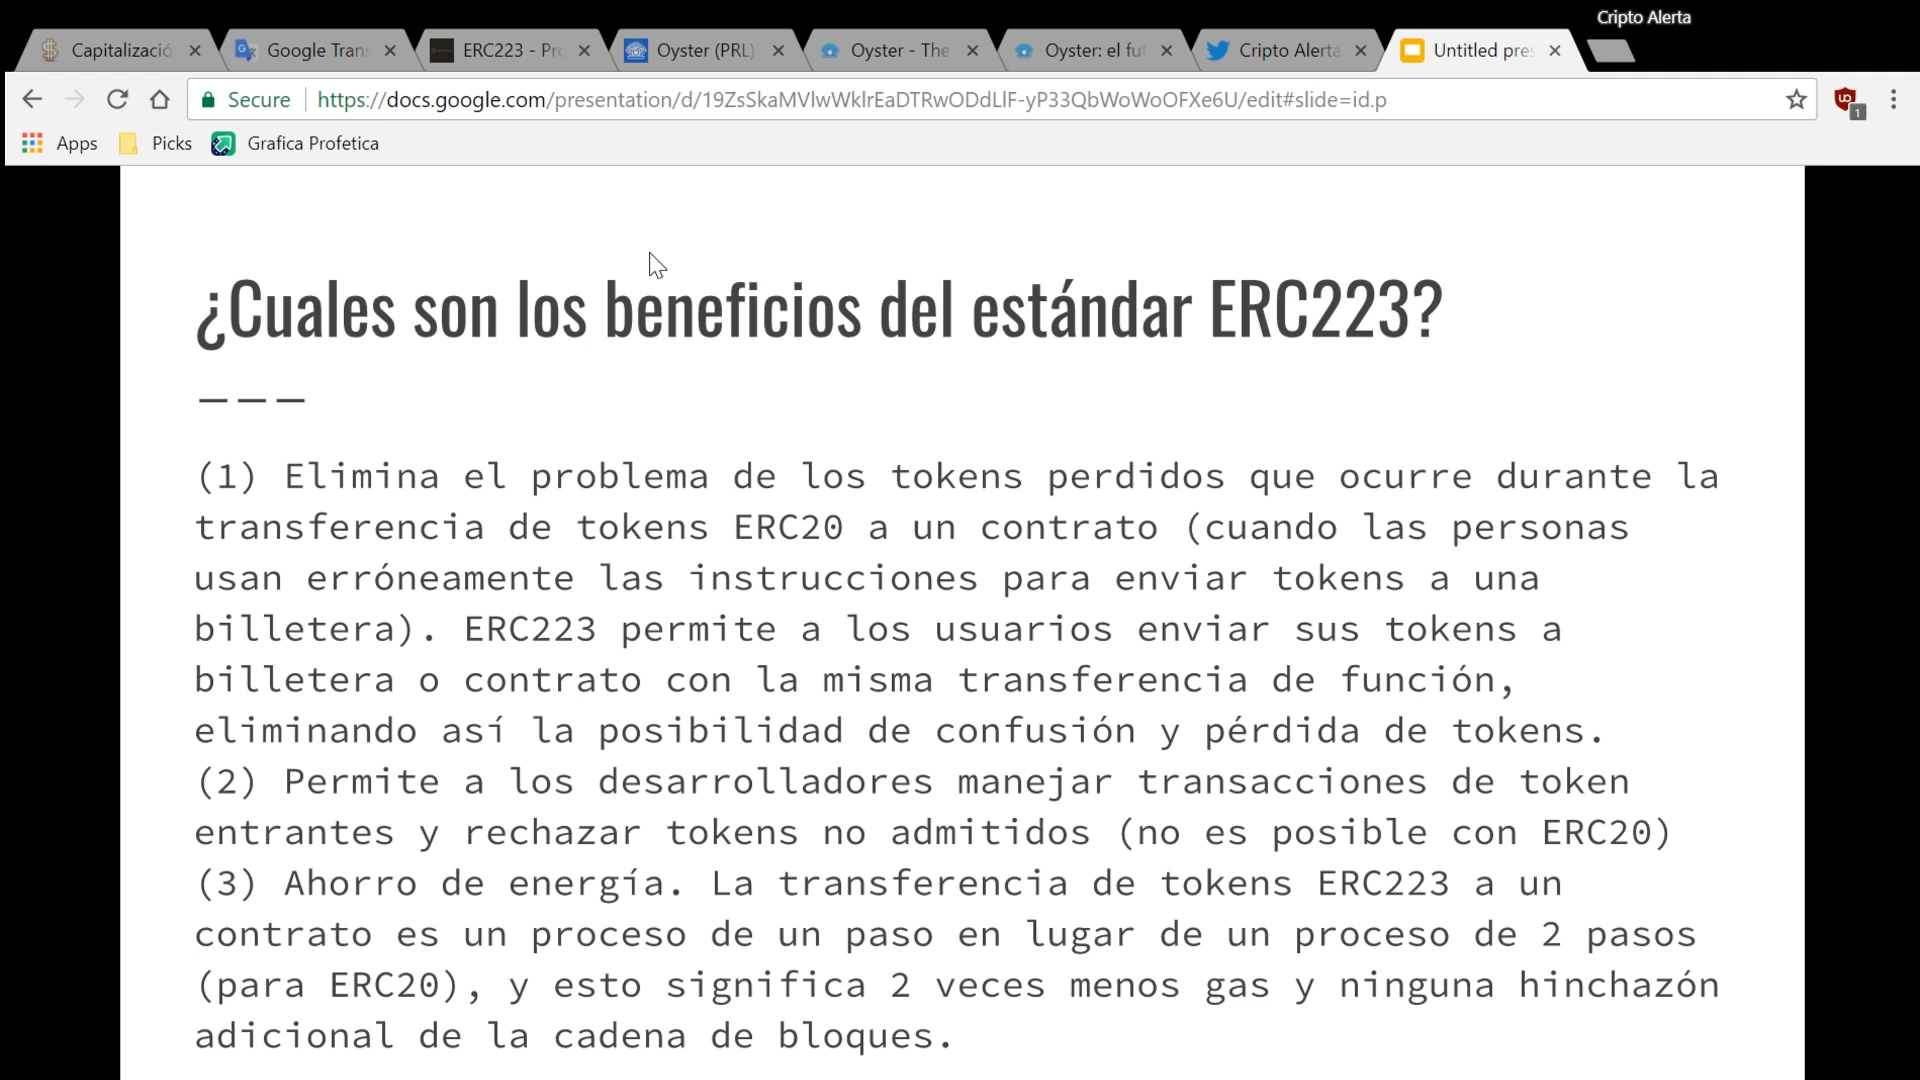 Cripto Alerta
Capitalizació
Google Trans
ERC223 - Pro
Oyster (PRL)
Oyster - The
Oyster: el fut
Cripto Alerta
Untitled pres
Secure
https://docs.google.com/presentation/d/19ZsSkaMVlwWklrEaDTRwODdLlF-yP33QbWoWoOFXe6U/edit#slide=id.p
1
Apps
Picks
Grafica Profetica
¿Cuales son los beneficios del estándar ERC223?
(1) Elimina el problema de los tokens perdidos que ocurre durante la
transferencia de tokens ERC20 a un contrato (cuando las personas
usan erróneamente las instrucciones para enviar tokens a una
billetera). ERC223 permite a los usuarios enviar sus tokens a
billetera o contrato con la misma transferencia de función,
eliminando así la posibilidad de confusión y pérdida de tokens.
(2) Permite a los desarrolladores manejar transacciones de token
entrantes y rechazar tokens no admitidos (no es posible con ERC20)
(3) Ahorro de energía. La transferencia de tokens ERC223 a un
contrato es un proceso de un paso en lugar de un proceso de 2 pasos
(para ERC20), y esto significa 2 veces menos gas y ninguna hinchazón
adicional de la cadena de bloques.